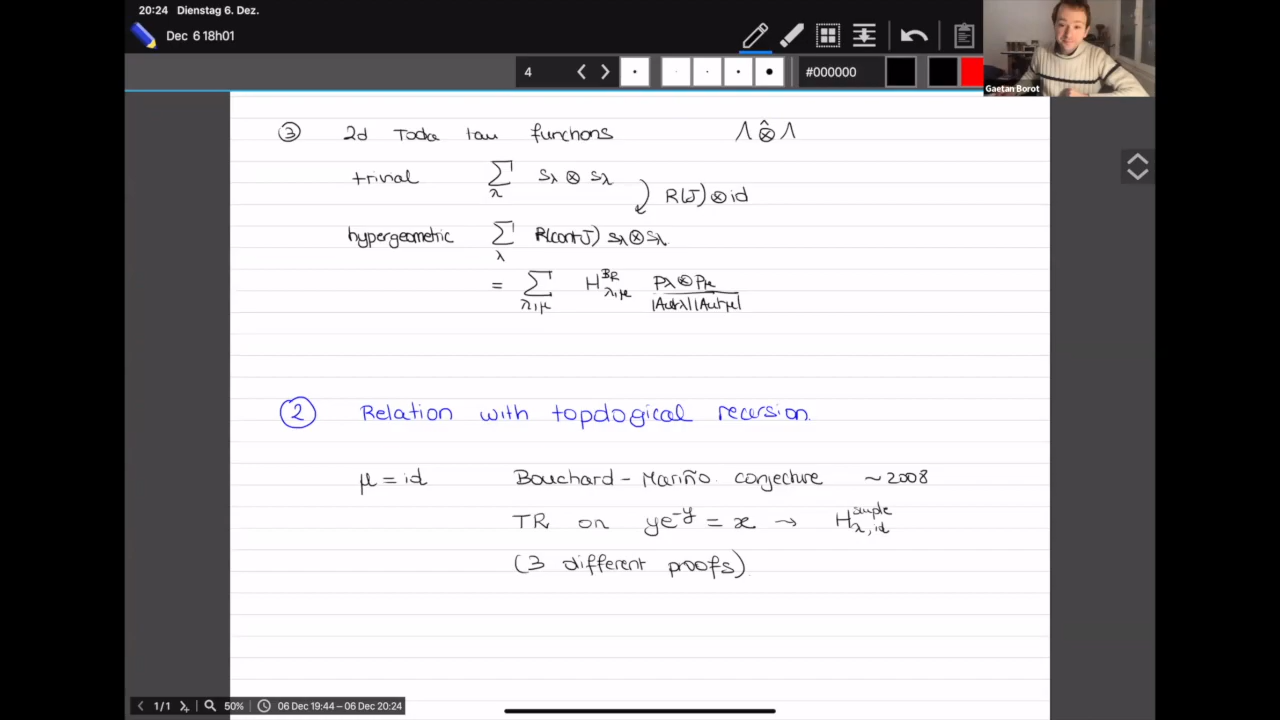 20:24 Dienstag 6. Dez.
Dec 6 18h01
4
#000000
Gaetan Borot
③ 2d Toda tau functions Λ ⊗̂ Λ
trivial ∑_λ s_λ ⊗ s_λ
R(J) ⊗ id
hypergeometric ∑_λ R(cont J) s_λ ⊗ s_λ
= ∑_{λ,μ} H^{BR}_{λ,μ} p_λ ⊗ p_μ / |Aut λ| |Aut μ|
② Relation with topological recursion.
μ = id Bouchard - Mariño conjecture ~ 2008
TR on ye^{-y} = x → H^{simple}_{λ, id}
(3 different proofs)
1/1 50% 06 Dec 19:44 – 06 Dec 20:24